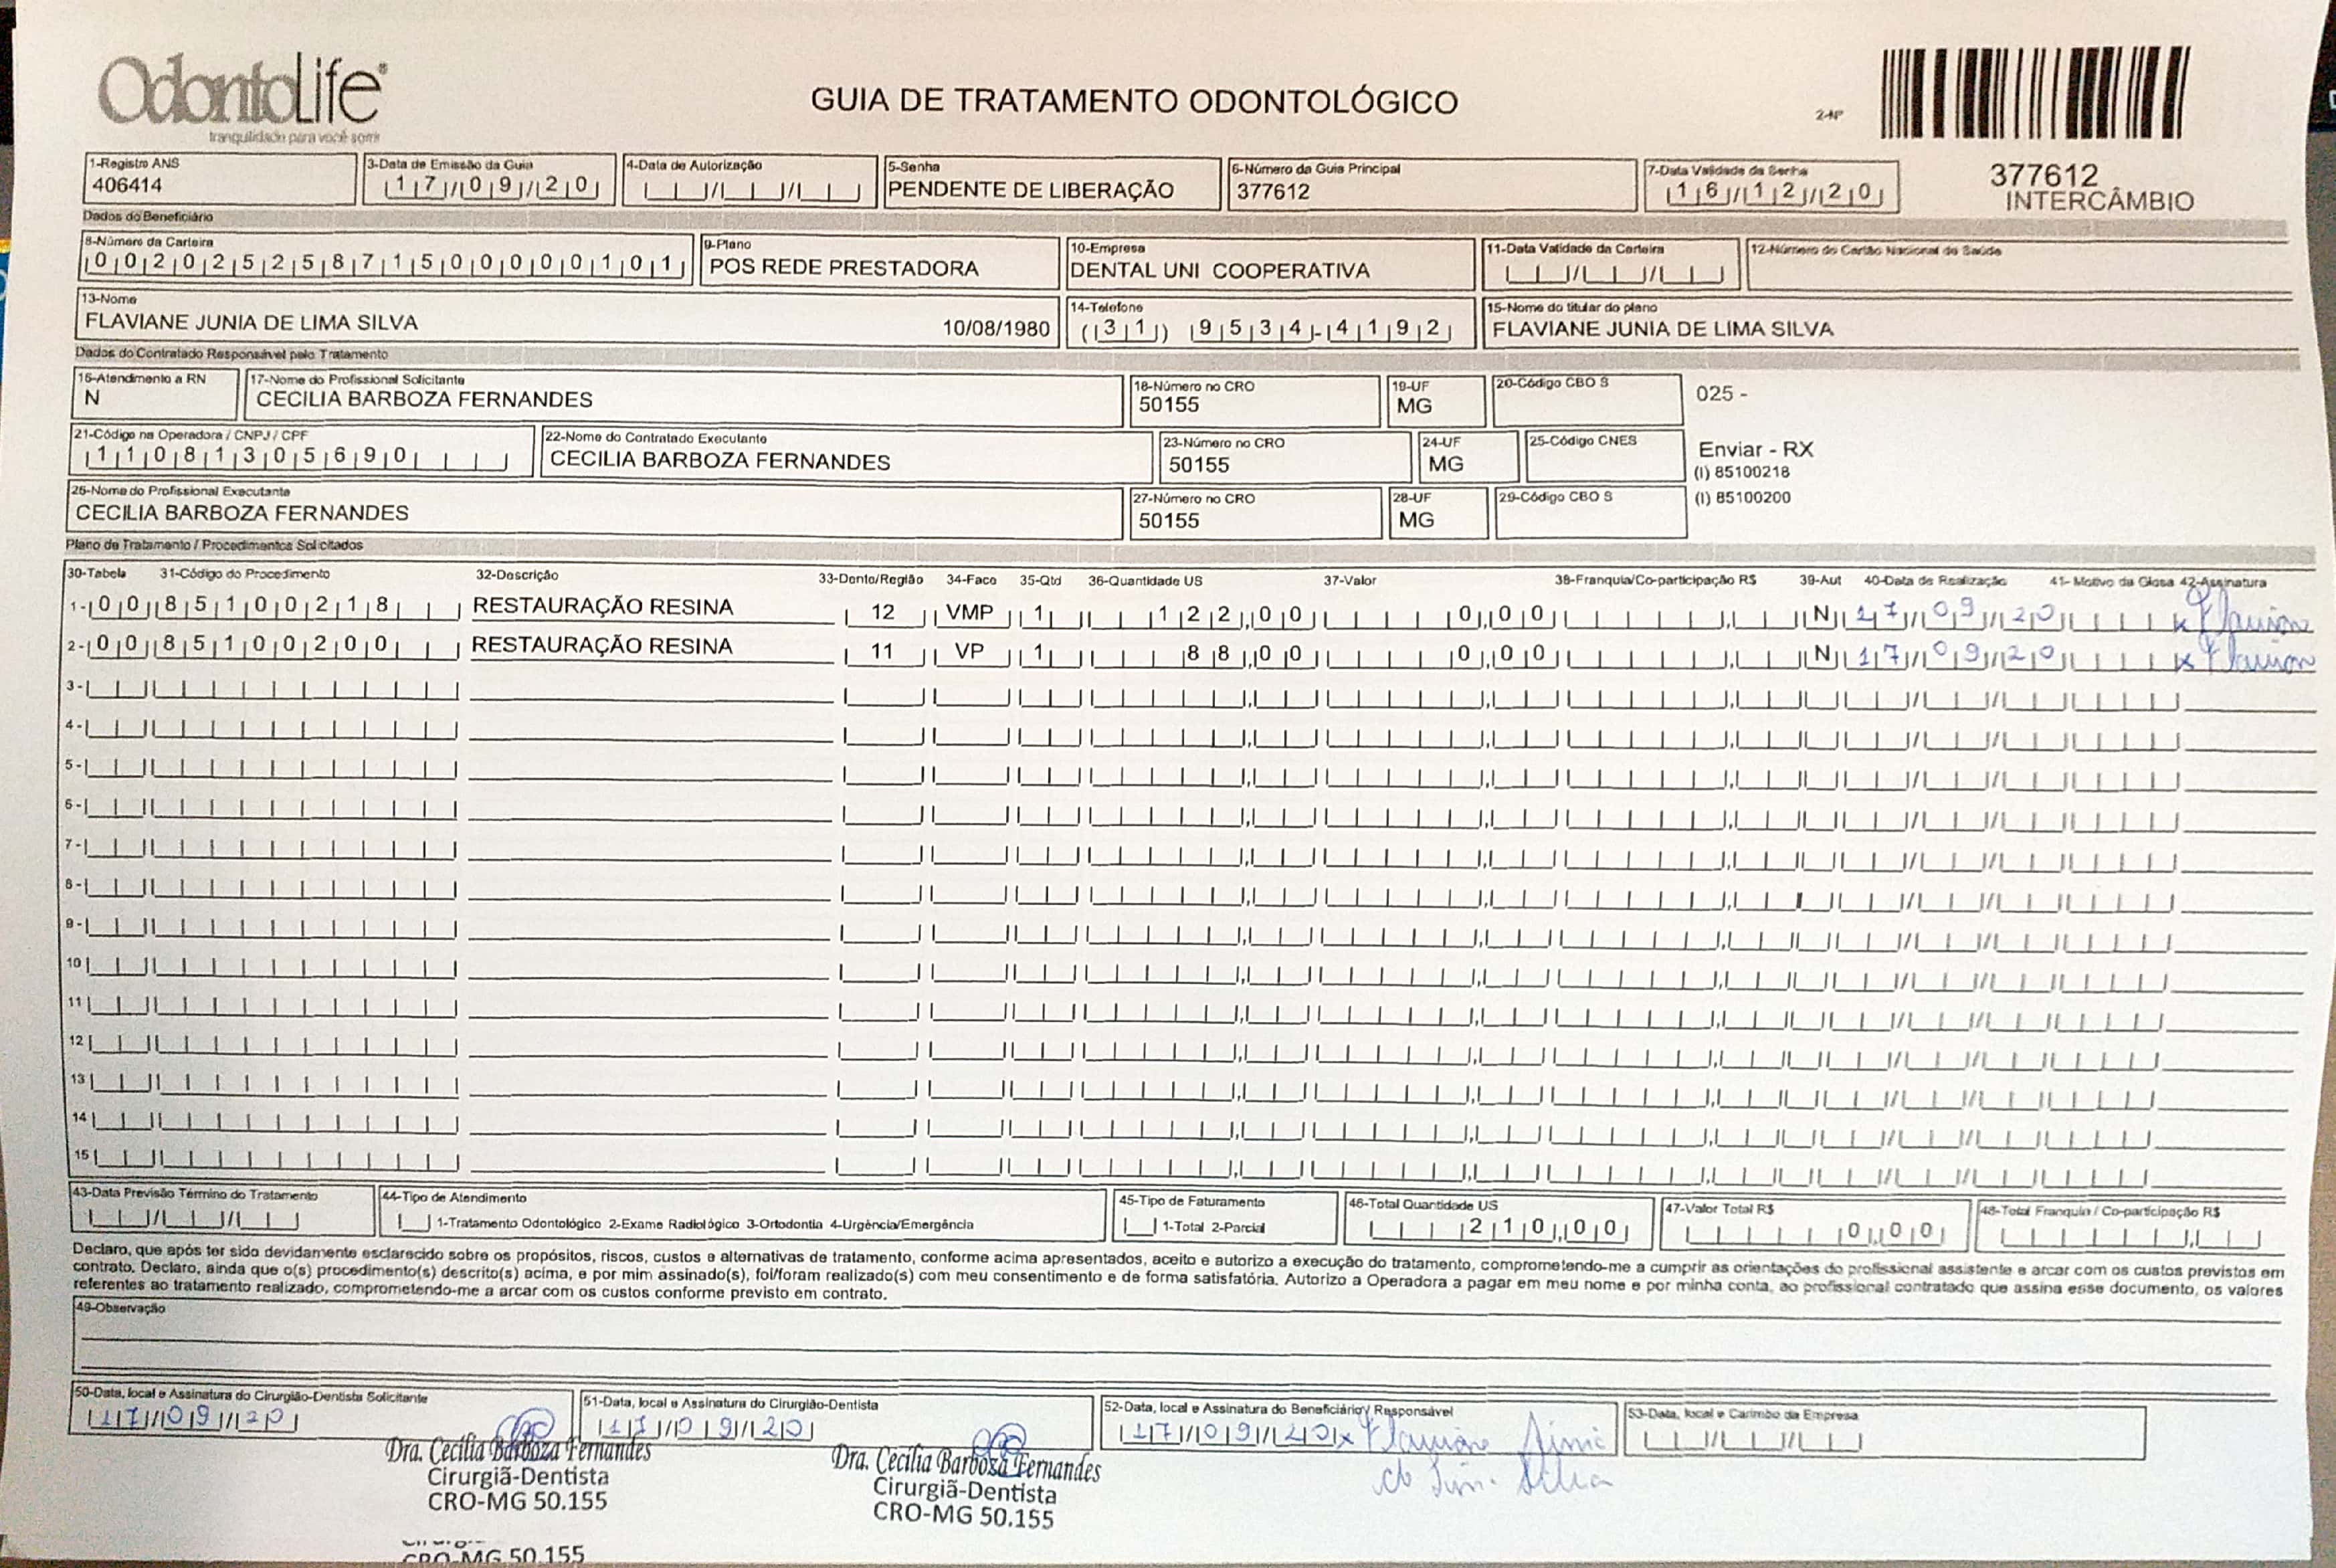 OdontoLife®
tranquilidade para você sorrir
GUIA DE TRATAMENTO ODONTOLÓGICO
2-Nº
377612
INTERCÂMBIO
1-Registro ANS
406414
3-Data de Emissão da Guia
17/09/20
4-Data de Autorização
5-Senha
PENDENTE DE LIBERAÇÃO
6-Número da Guia Principal
377612
7-Data Validade da Senha
16/12/20
Dados do Beneficiário
8-Número da Carteira
00202525871500000101
9-Plano
POS REDE PRESTADORA
10-Empresa
DENTAL UNI COOPERATIVA
11-Data Validade da Carteira
12-Número do Cartão Nacional de Saúde
13-Nome
FLAVIANE JUNIA DE LIMA SILVA 10/08/1980
14-Telefone
(31) 9534-4192
15-Nome do titular do plano
FLAVIANE JUNIA DE LIMA SILVA
Dados do Contratado Responsável pelo Tratamento
16-Atendimento a RN
N
17-Nome do Profissional Solicitante
CECILIA BARBOZA FERNANDES
18-Número no CRO
50155
19-UF
MG
20-Código CBO S
025 -
21-Código na Operadora / CNPJ / CPF
11081305690
22-Nome do Contratado Executante
CECILIA BARBOZA FERNANDES
23-Número no CRO
50155
24-UF
MG
25-Código CNES
Enviar - RX
(I) 85100218
(I) 85100200
26-Nome do Profissional Executante
CECILIA BARBOZA FERNANDES
27-Número no CRO
50155
28-UF
MG
29-Código CBO S
Plano de Tratamento / Procedimentos Solicitados
30-Tabela 31-Código do Procedimento 32-Descrição 33-Dente/Região 34-Face 35-Qtd 36-Quantidade US 37-Valor 38-Franquia/Co-participação R$ 39-Aut 40-Data de Realização 41- Motivo da Glosa 42-Assinatura
1- 00 85100218 RESTAURAÇÃO RESINA 12 VMP 1 122,00 0,00 N 17/09/20 x Flaviane
2- 00 85100200 RESTAURAÇÃO RESINA 11 VP 1 88,00 0,00 N 17/09/20 x Flaviane
3-
4-
5-
6-
7-
8-
9-
10
11
12
13
14
15
43-Data Previsão Término do Tratamento
44-Tipo de Atendimento
1-Tratamento Odontológico 2-Exame Radiológico 3-Ortodontia 4-Urgência/Emergência
45-Tipo de Faturamento
1-Total 2-Parcial
46-Total Quantidade US
210,00
47-Valor Total R$
0,00
48-Total Franquia / Co-participação R$
Declaro, que após ter sido devidamente esclarecido sobre os propósitos, riscos, custos e alternativas de tratamento, conforme acima apresentados, aceito e autorizo a execução do tratamento, comprometendo-me a cumprir as orientações do profissional assistente e arcar com os custos previstos em
contrato. Declaro, ainda que o(s) procedimento(s) descrito(s) acima, e por mim assinado(s), foi/foram realizado(s) com meu consentimento e de forma satisfatória. Autorizo a Operadora a pagar em meu nome e por minha conta, ao profissional contratado que assina esse documento, os valores
referentes ao tratamento realizado, comprometendo-me a arcar com os custos conforme previsto em contrato.
49-Observação
50-Data, local e Assinatura do Cirurgião-Dentista Solicitante
17/09/20
51-Data, local e Assinatura do Cirurgião-Dentista
17/09/20
52-Data, local e Assinatura do Beneficiário/ Responsável
17/09/20 x Flaviane
Silva
53-Data, local e Carimbo da Empresa
Dra. Cecília Barboza Fernandes
Cirurgiã-Dentista
CRO-MG 50.155
Dra. Cecília Barboza Fernandes
Cirurgiã-Dentista
CRO-MG 50.155
CRO-MG 50.155